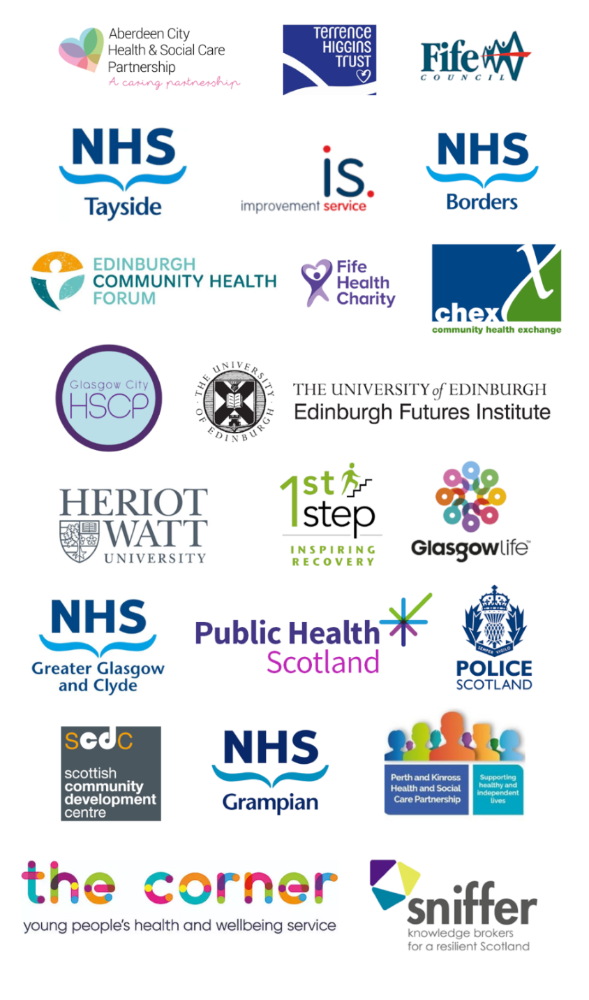 Aberdeen City
Health & Social Care
Partnership
A caring partnership
Terrence
HIGGINS
TRUST
Fife
COUNCIL
NHS
Tayside
is.
improvement service
NHS
Borders
EDINBURGH
COMMUNITY HEALTH
FORUM
Fife
Health
Charity
chex
community health exchange
Glasgow City
HSCP
THE UNIVERSITY OF EDINBURGH
THE UNIVERSITY of EDINBURGH
Edinburgh Futures Institute
HERIOT
WATT
UNIVERSITY
1st
step
INSPIRING
RECOVERY
Glasgowlife™
NHS
Greater Glasgow
and Clyde
Public Health
Scotland
SEMPER VIGILO
POLICE
SCOTLAND
scdc
scottish
community
development
centre
NHS
Grampian
Perth and Kinross
Health and Social
Care Partnership
Supporting
healthy and
independent
lives
the corner
young people's health and wellbeing service
sniffer
knowledge brokers
for a resilient Scotland